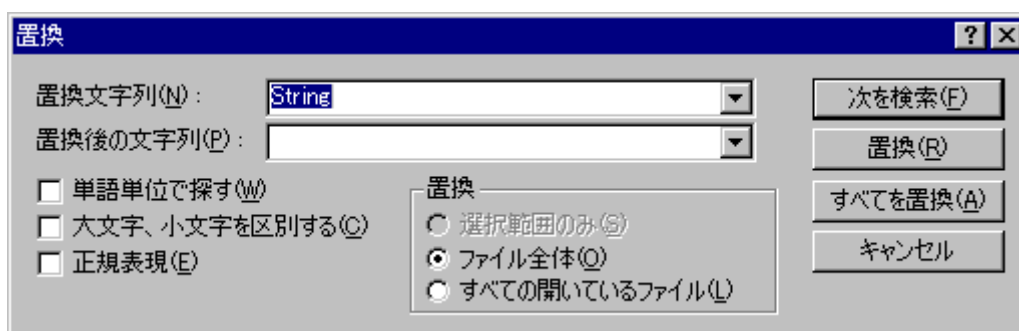 置換
置換文字列(N)：
String
置換後の文字列(P)：
単語単位で探す(W)
大文字、小文字を区別する(C)
正規表現(E)
置換
選択範囲のみ(S)
ファイル全体(O)
すべての開いているファイル(L)
次を検索(F)
置換(R)
すべてを置換(A)
キャンセル